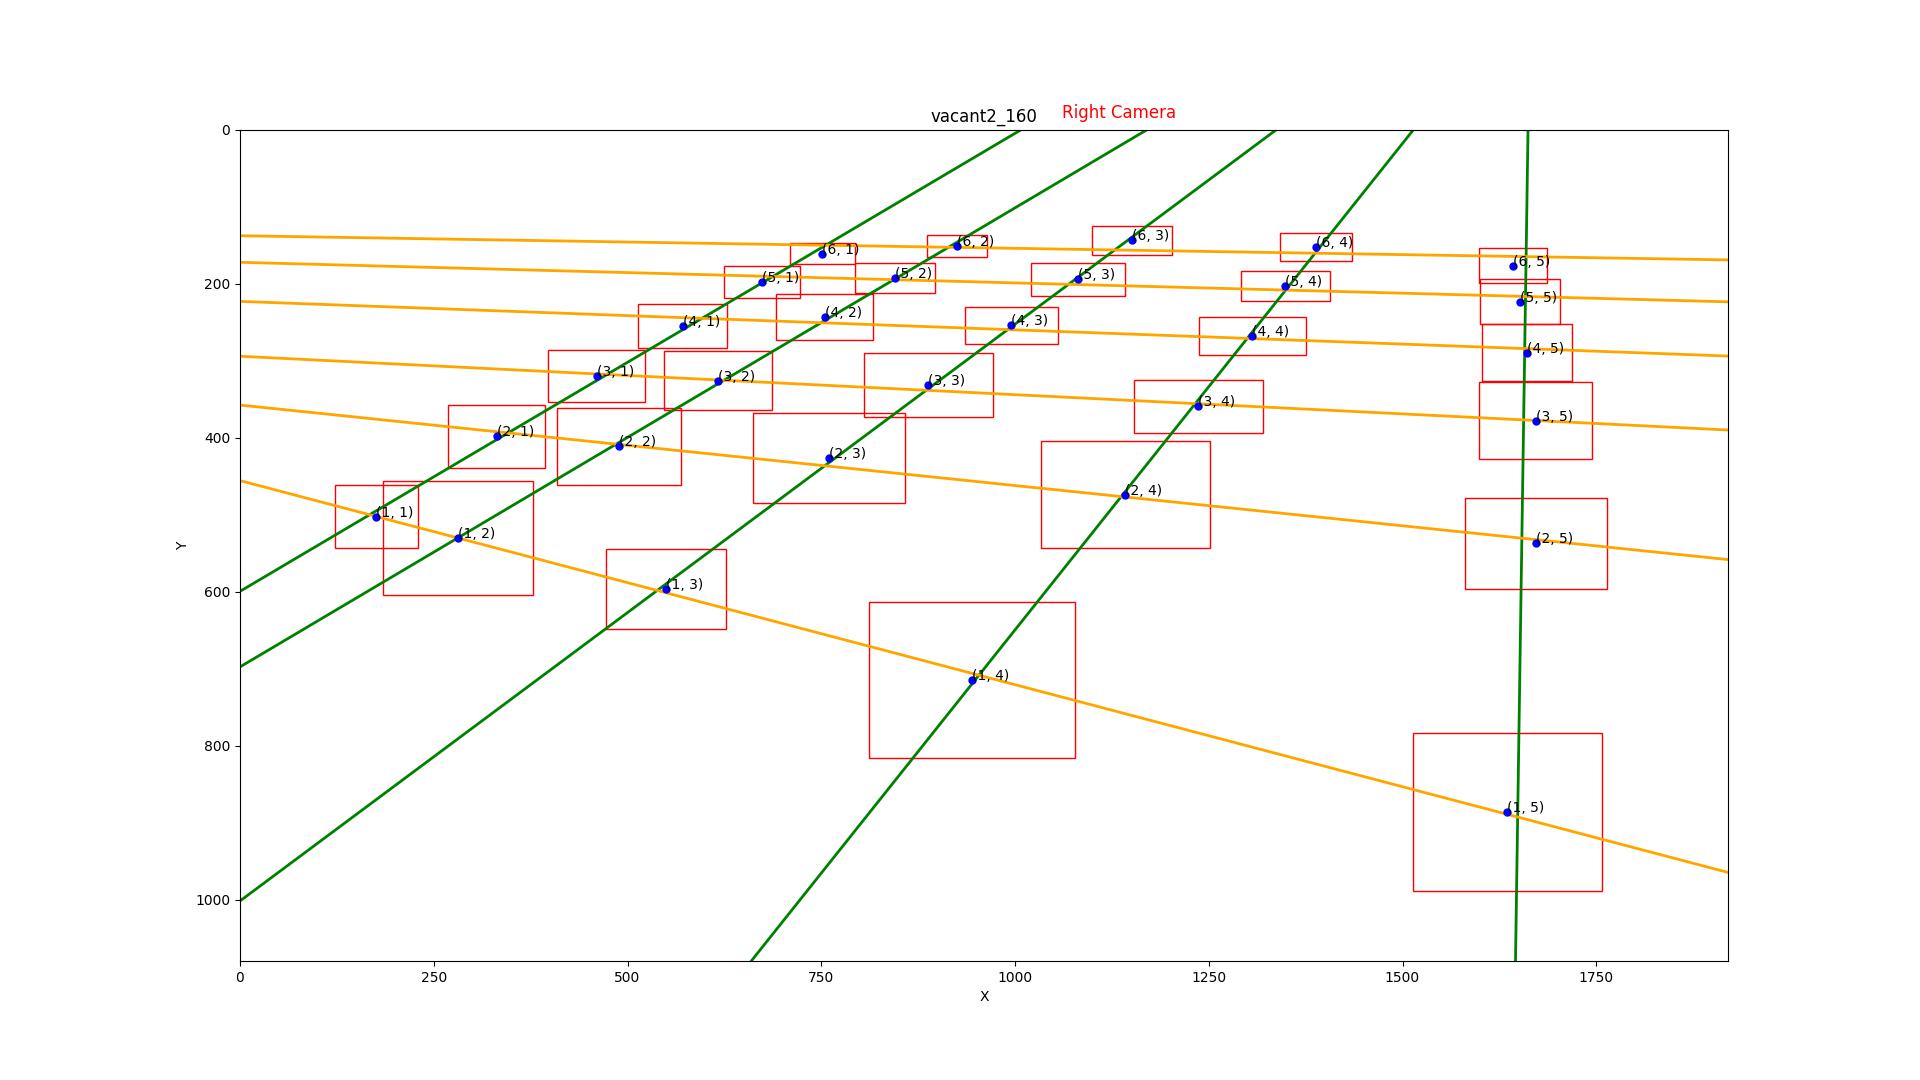 vacant2_160 Right Camera
0
(6, 1) (6, 2) (6, 3) (6, 4) (6, 5)
200
(5, 1) (5, 2) (5, 3) (5, 4) (5, 5)
(4, 1) (4, 2) (4, 3) (4, 4) (4, 5)
(3, 1) (3, 2) (3, 3) (3, 4) (3, 5)
400
(2, 1) (2, 2) (2, 3) (2, 4) (2, 5)
(1, 1) (1, 2) (1, 3) (1, 4) (1, 5)
Y
600
800
1000
0 250 500 750 1000 1250 1500 1750
X